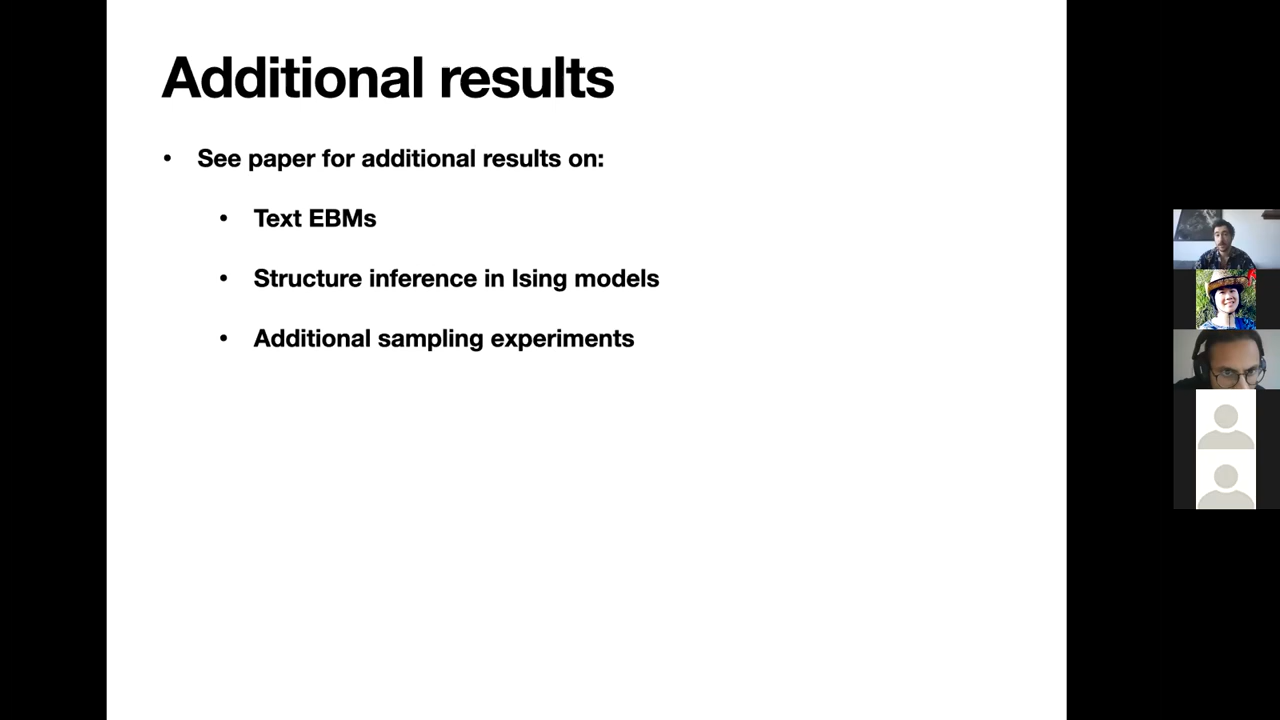 Additional results
• See paper for additional results on:
• Text EBMs
• Structure inference in Ising models
• Additional sampling experiments